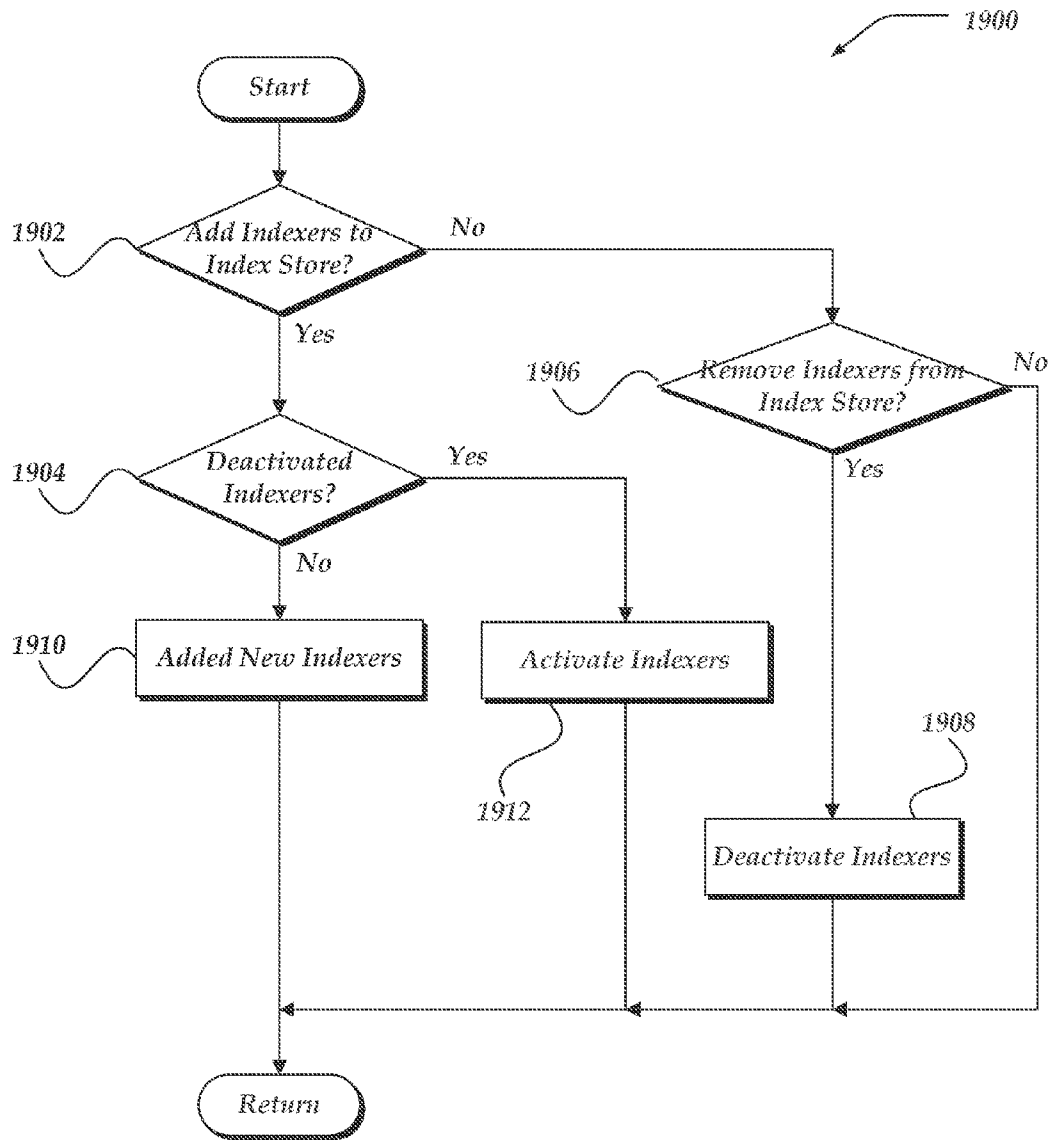 1900
Start
1902
Add Indexers to
Index Store?
No
Yes
1906
Remove Indexers from
Index Store?
No
Yes
1904
Deactivated
Indexers?
Yes
No
1910
Added New Indexers
Activate Indexers
1912
1908
Deactivate Indexers
Return